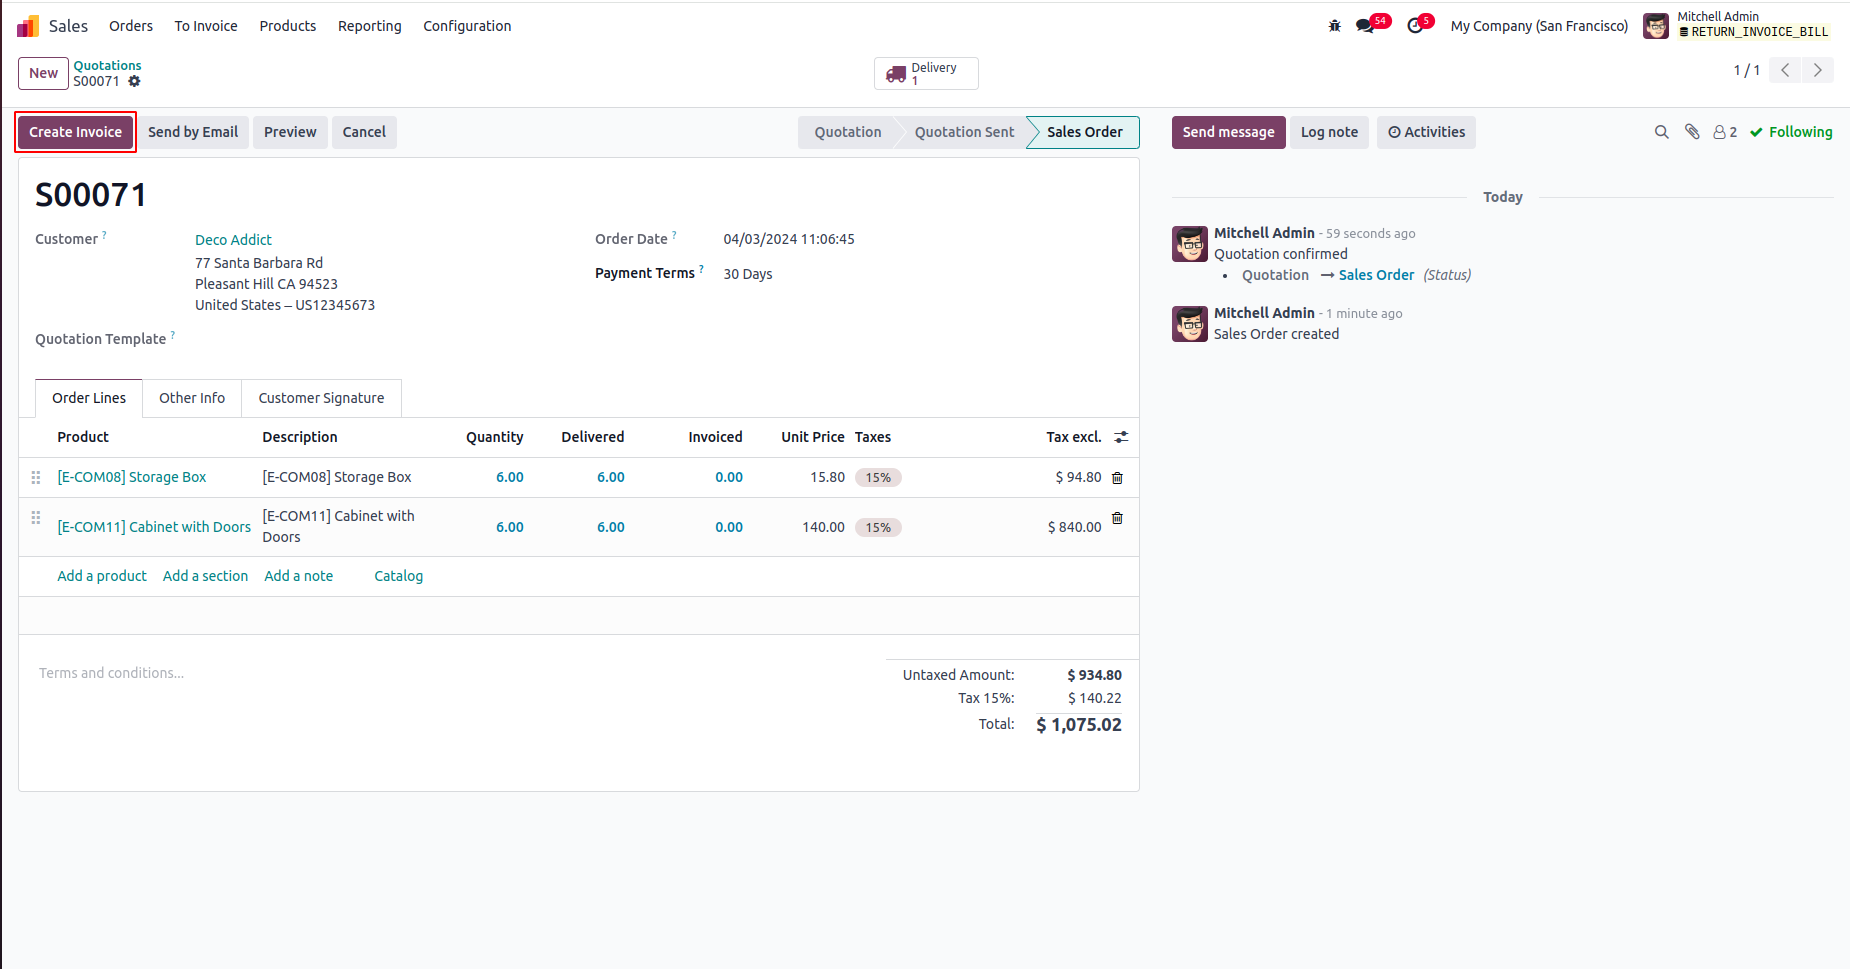 Sales Orders To Invoice Products Reporting Configuration 54 5 My Company (San Francisco) Mitchell Admin
RETURN_INVOICE_BILL
New Quotations
S00071
Delivery
1
1 / 1
Create Invoice Send by Email Preview Cancel Quotation Quotation Sent Sales Order
Send message Log note Activities 2 Following
S00071
Customer ? Deco Addict
77 Santa Barbara Rd
Pleasant Hill CA 94523
United States – US12345673
Order Date ? 04/03/2024 11:06:45
Payment Terms ? 30 Days
Quotation Template ?
Order Lines Other Info Customer Signature
Product Description Quantity Delivered Invoiced Unit Price Taxes Tax excl.
[E-COM08] Storage Box [E-COM08] Storage Box 6.00 6.00 0.00 15.80 15% $ 94.80
[E-COM11] Cabinet with Doors [E-COM11] Cabinet with
Doors 6.00 6.00 0.00 140.00 15% $ 840.00
Add a product Add a section Add a note Catalog
Terms and conditions...
Untaxed Amount: $ 934.80
Tax 15%: $ 140.22
Total: $ 1,075.02
Today
Mitchell Admin - 59 seconds ago
Quotation confirmed
• Quotation → Sales Order (Status)
Mitchell Admin - 1 minute ago
Sales Order created